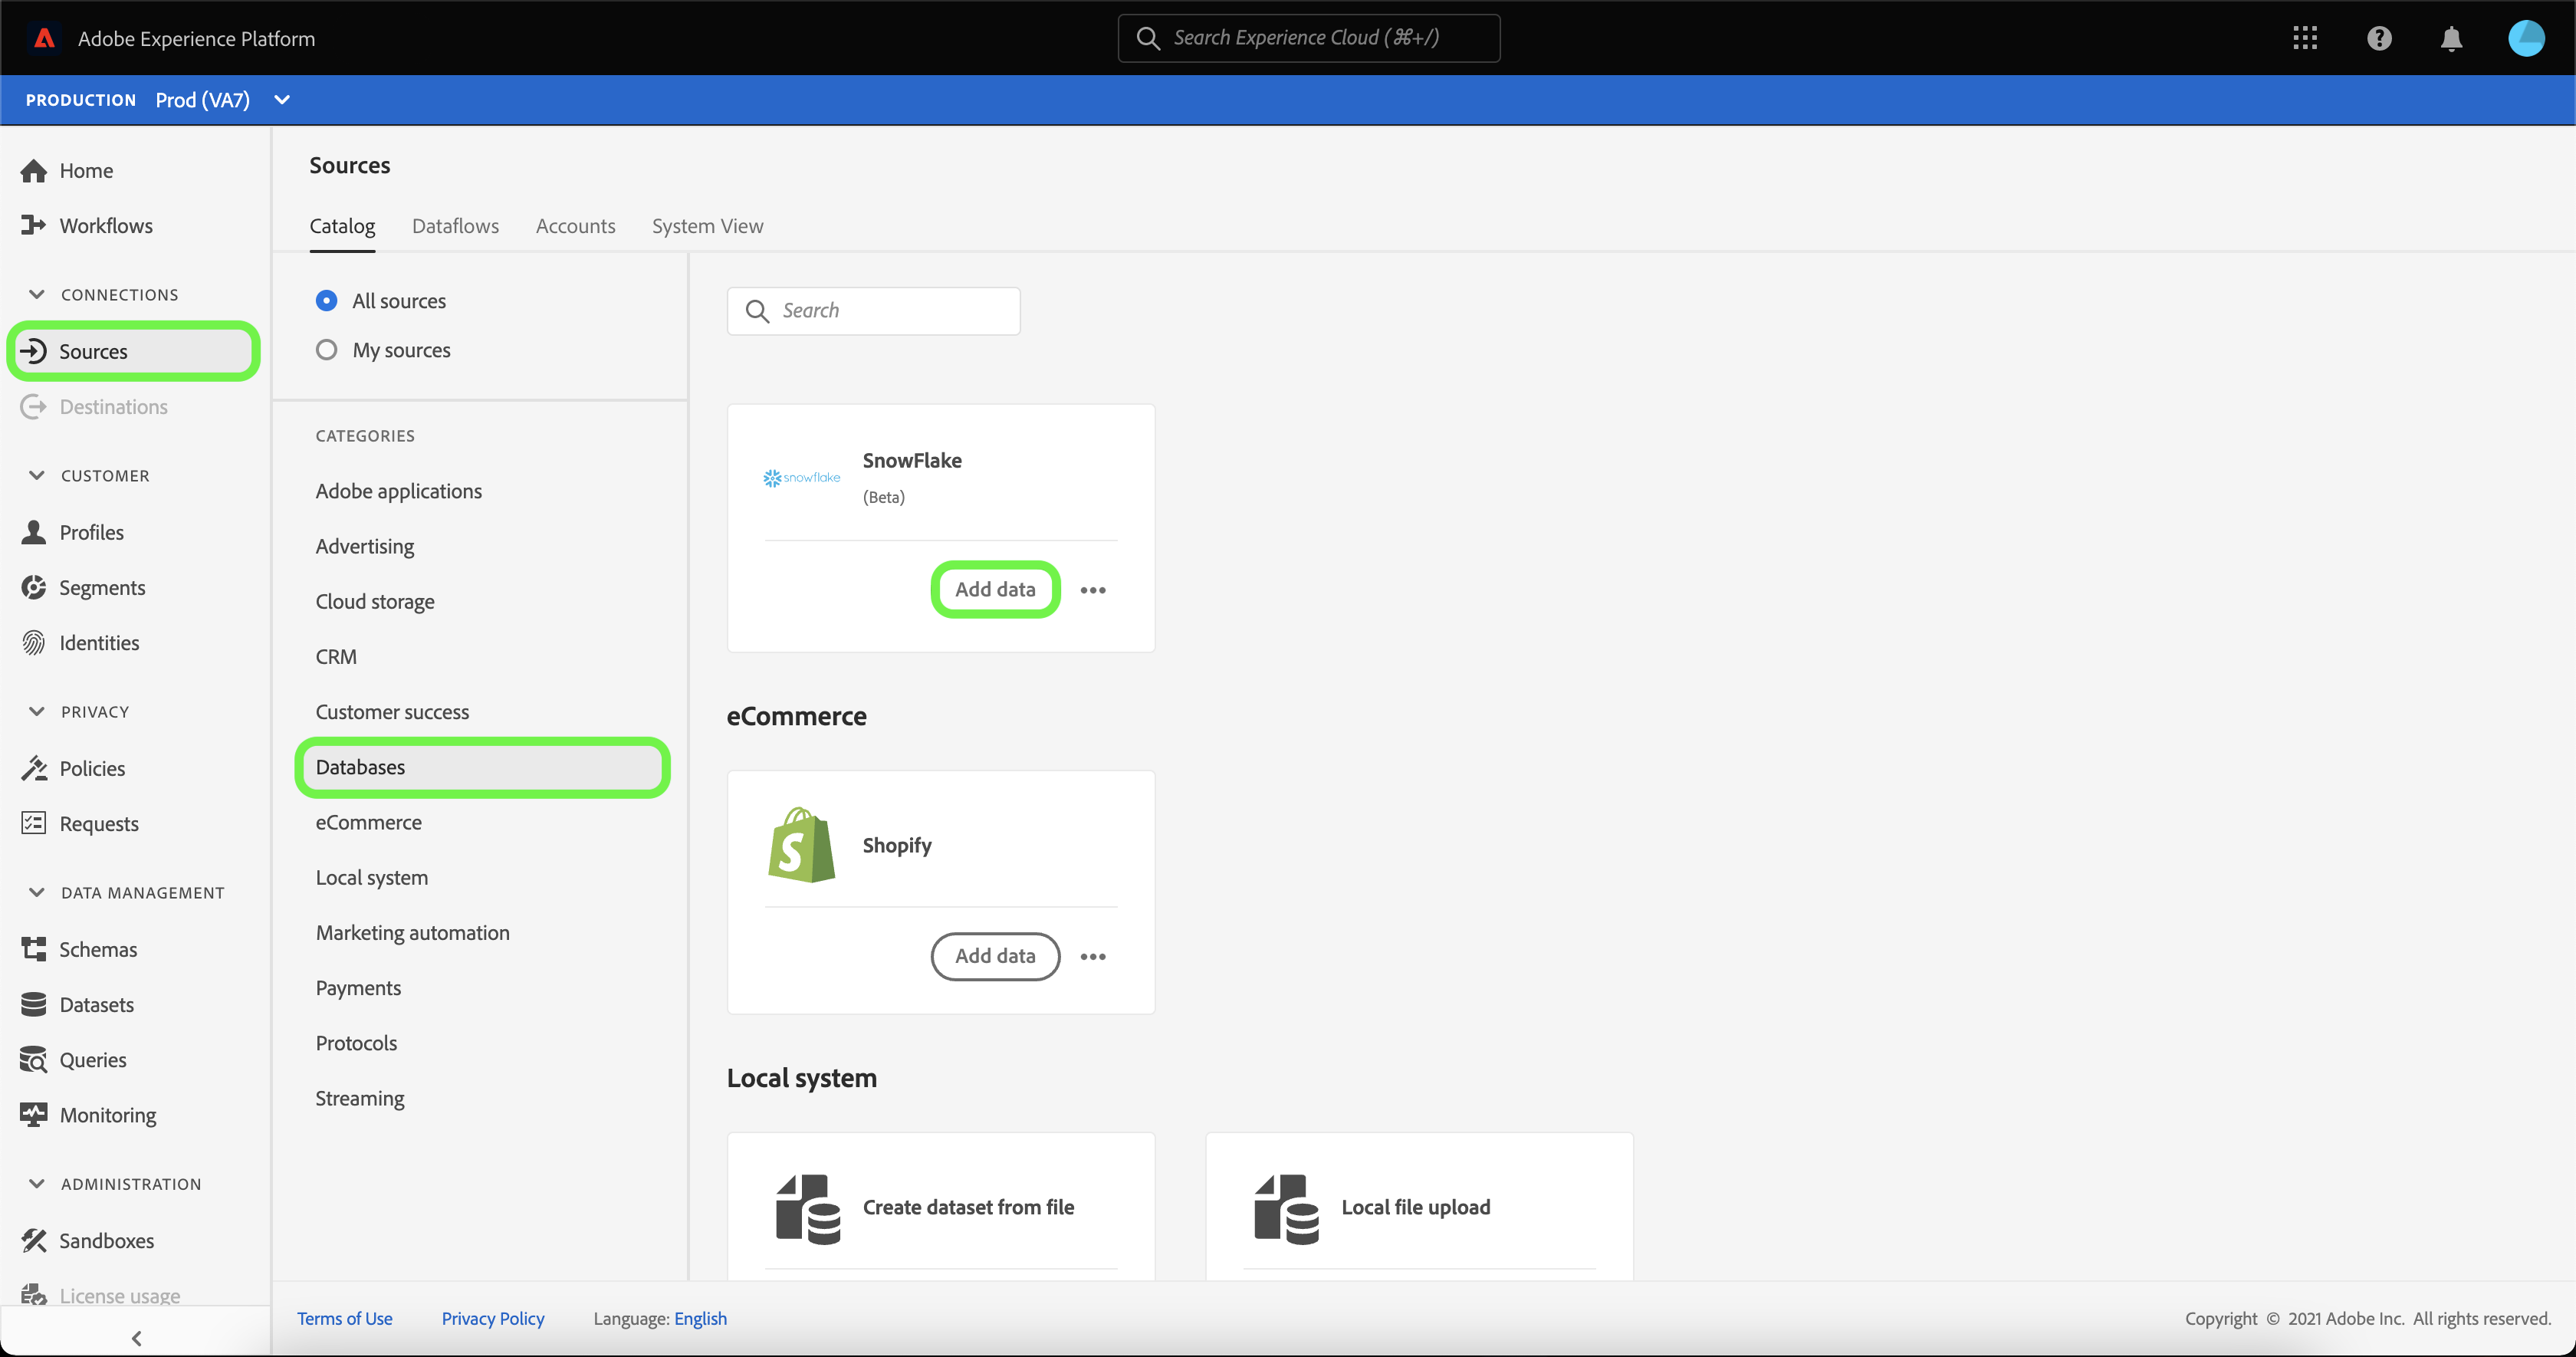 Adobe Experience Platform
Search Experience Cloud (⌘+/)
PRODUCTION Prod (VA7)
Home
Workflows
CONNECTIONS
Sources
Destinations
CUSTOMER
Profiles
Segments
Identities
PRIVACY
Policies
Requests
DATA MANAGEMENT
Schemas
Datasets
Queries
Monitoring
ADMINISTRATION
Sandboxes
License usage
Sources
Catalog Dataflows Accounts System View
All sources
My sources
CATEGORIES
Adobe applications
Advertising
Cloud storage
CRM
Customer success
Databases
eCommerce
Local system
Marketing automation
Payments
Protocols
Streaming
Search
snowflake
SnowFlake
(Beta)
Add data
eCommerce
Shopify
Add data
Local system
Create dataset from file
Local file upload
Terms of Use Privacy Policy Language: English
Copyright © 2021 Adobe Inc. All rights reserved.